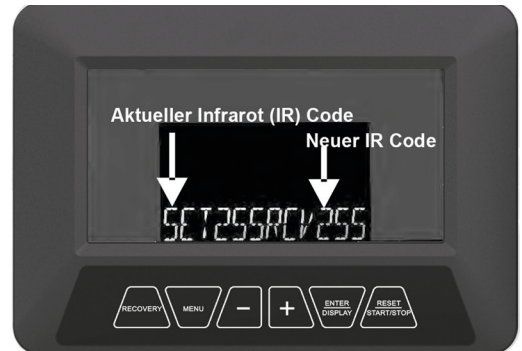 Aktueller Infrarot (IR) Code
Neuer IR Code
SET255RCV255
RECOVERY
MENU
-
+
ENTER
DISPLAY
RESET
START/STOP